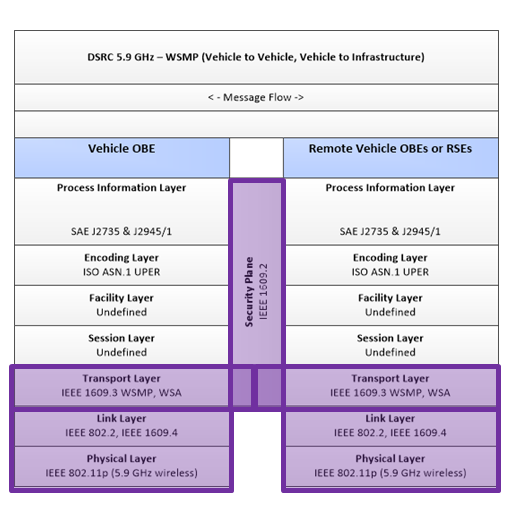 DSRC 5.9 GHz – WSMP (Vehicle to Vehicle, Vehicle to Infrastructure)
< - Message Flow ->
Vehicle OBE
Remote Vehicle OBEs or RSEs
Process Information Layer
SAE J2735 & J2945/1
Encoding Layer
ISO ASN.1 UPER
Facility Layer
Undefined
Session Layer
Undefined
Transport Layer
IEEE 1609.3 WSMP, WSA
Link Layer
IEEE 802.2, IEEE 1609.4
Physical Layer
IEEE 802.11p (5.9 GHz wireless)
Security Plane
IEEE 1609.2
Process Information Layer
SAE J2735 & J2945/1
Encoding Layer
ISO ASN.1 UPER
Facility Layer
Undefined
Session Layer
Undefined
Transport Layer
IEEE 1609.3 WSMP, WSA
Link Layer
IEEE 802.2, IEEE 1609.4
Physical Layer
IEEE 802.11p (5.9 GHz wireless)